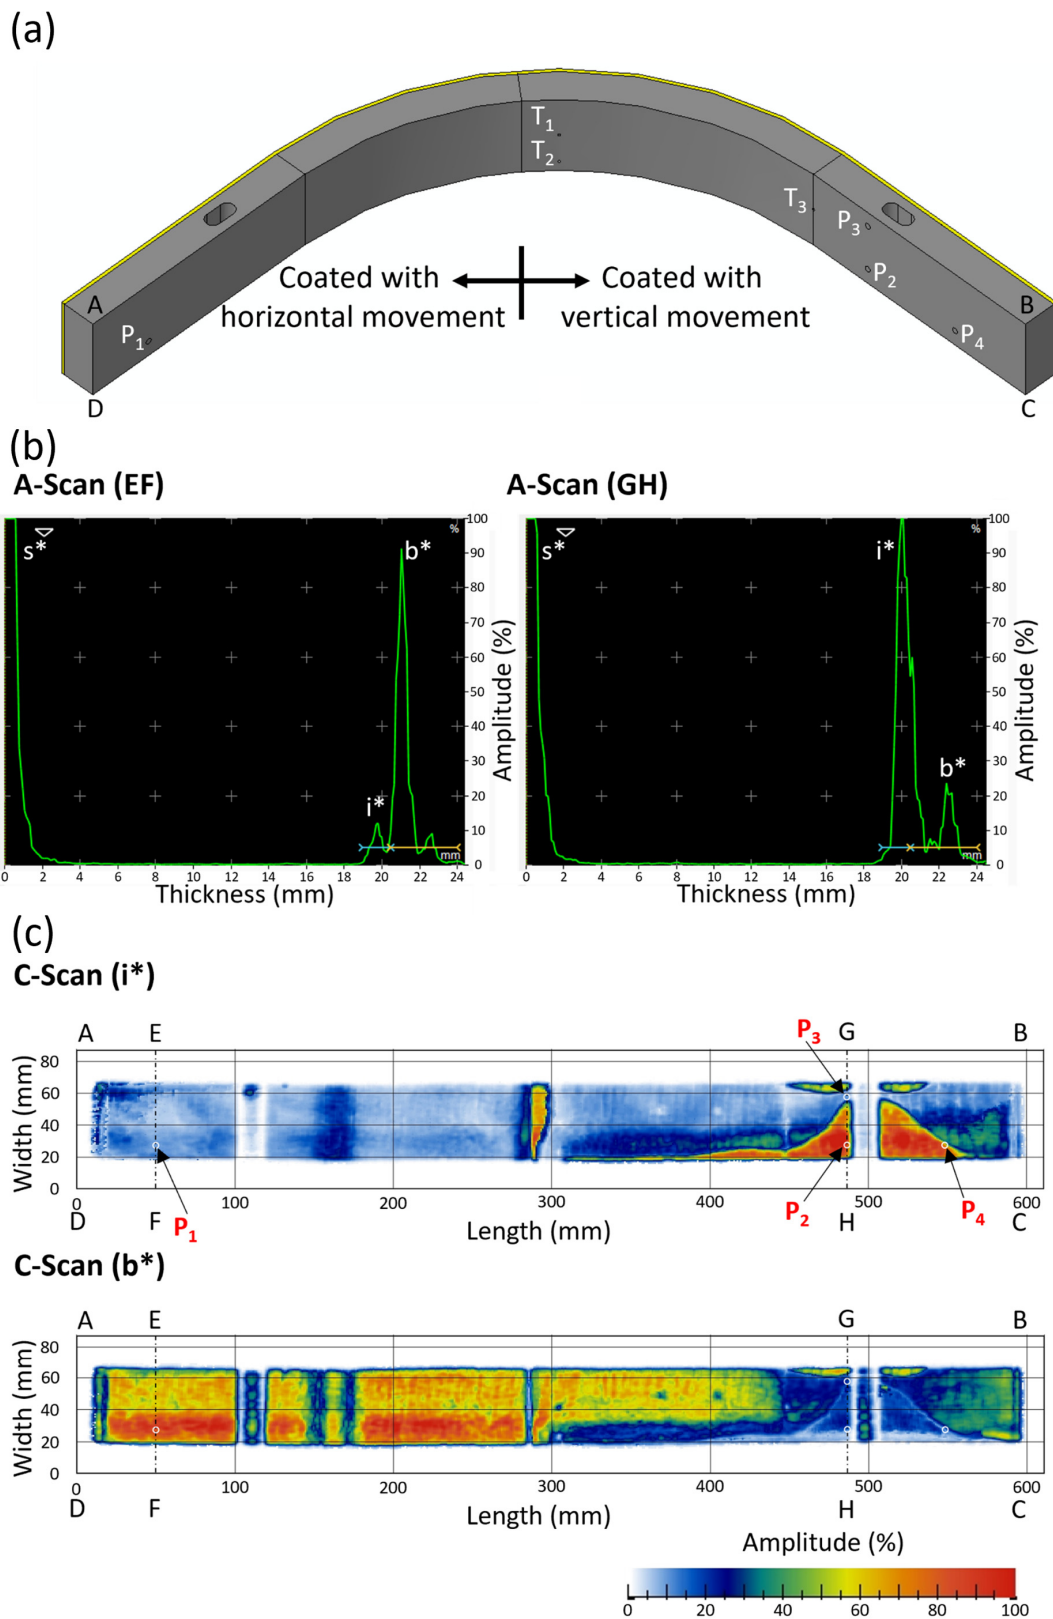 (a)
T1
T2
T3
P3
P2
A
B
P1
P4
Coated with Coated with
horizontal movement vertical movement
D C
(b)
A-Scan (EF) A-Scan (GH)
s* b* % 100 90 80 70 60 50 40 30 20 10 0 Amplitude (%)
i* mm
0 2 4 6 8 10 12 14 16 18 20 22 24
Thickness (mm)
s* i* % 100 90 80 70 60 50 40 30 20 10 0 Amplitude (%)
b* mm
0 2 4 6 8 10 12 14 16 18 20 22 24
Thickness (mm)
(c)
C-Scan (i*)
A E P3 G B
Width (mm)
80
60
40
20
0
0 100 200 300 400 500 600
D F P1 Length (mm) P2 H P4 C
C-Scan (b*)
A E G B
Width (mm)
80
60
40
20
0
0 100 200 300 400 500 600
D F Length (mm) H C
Amplitude (%)
0 20 40 60 80 100